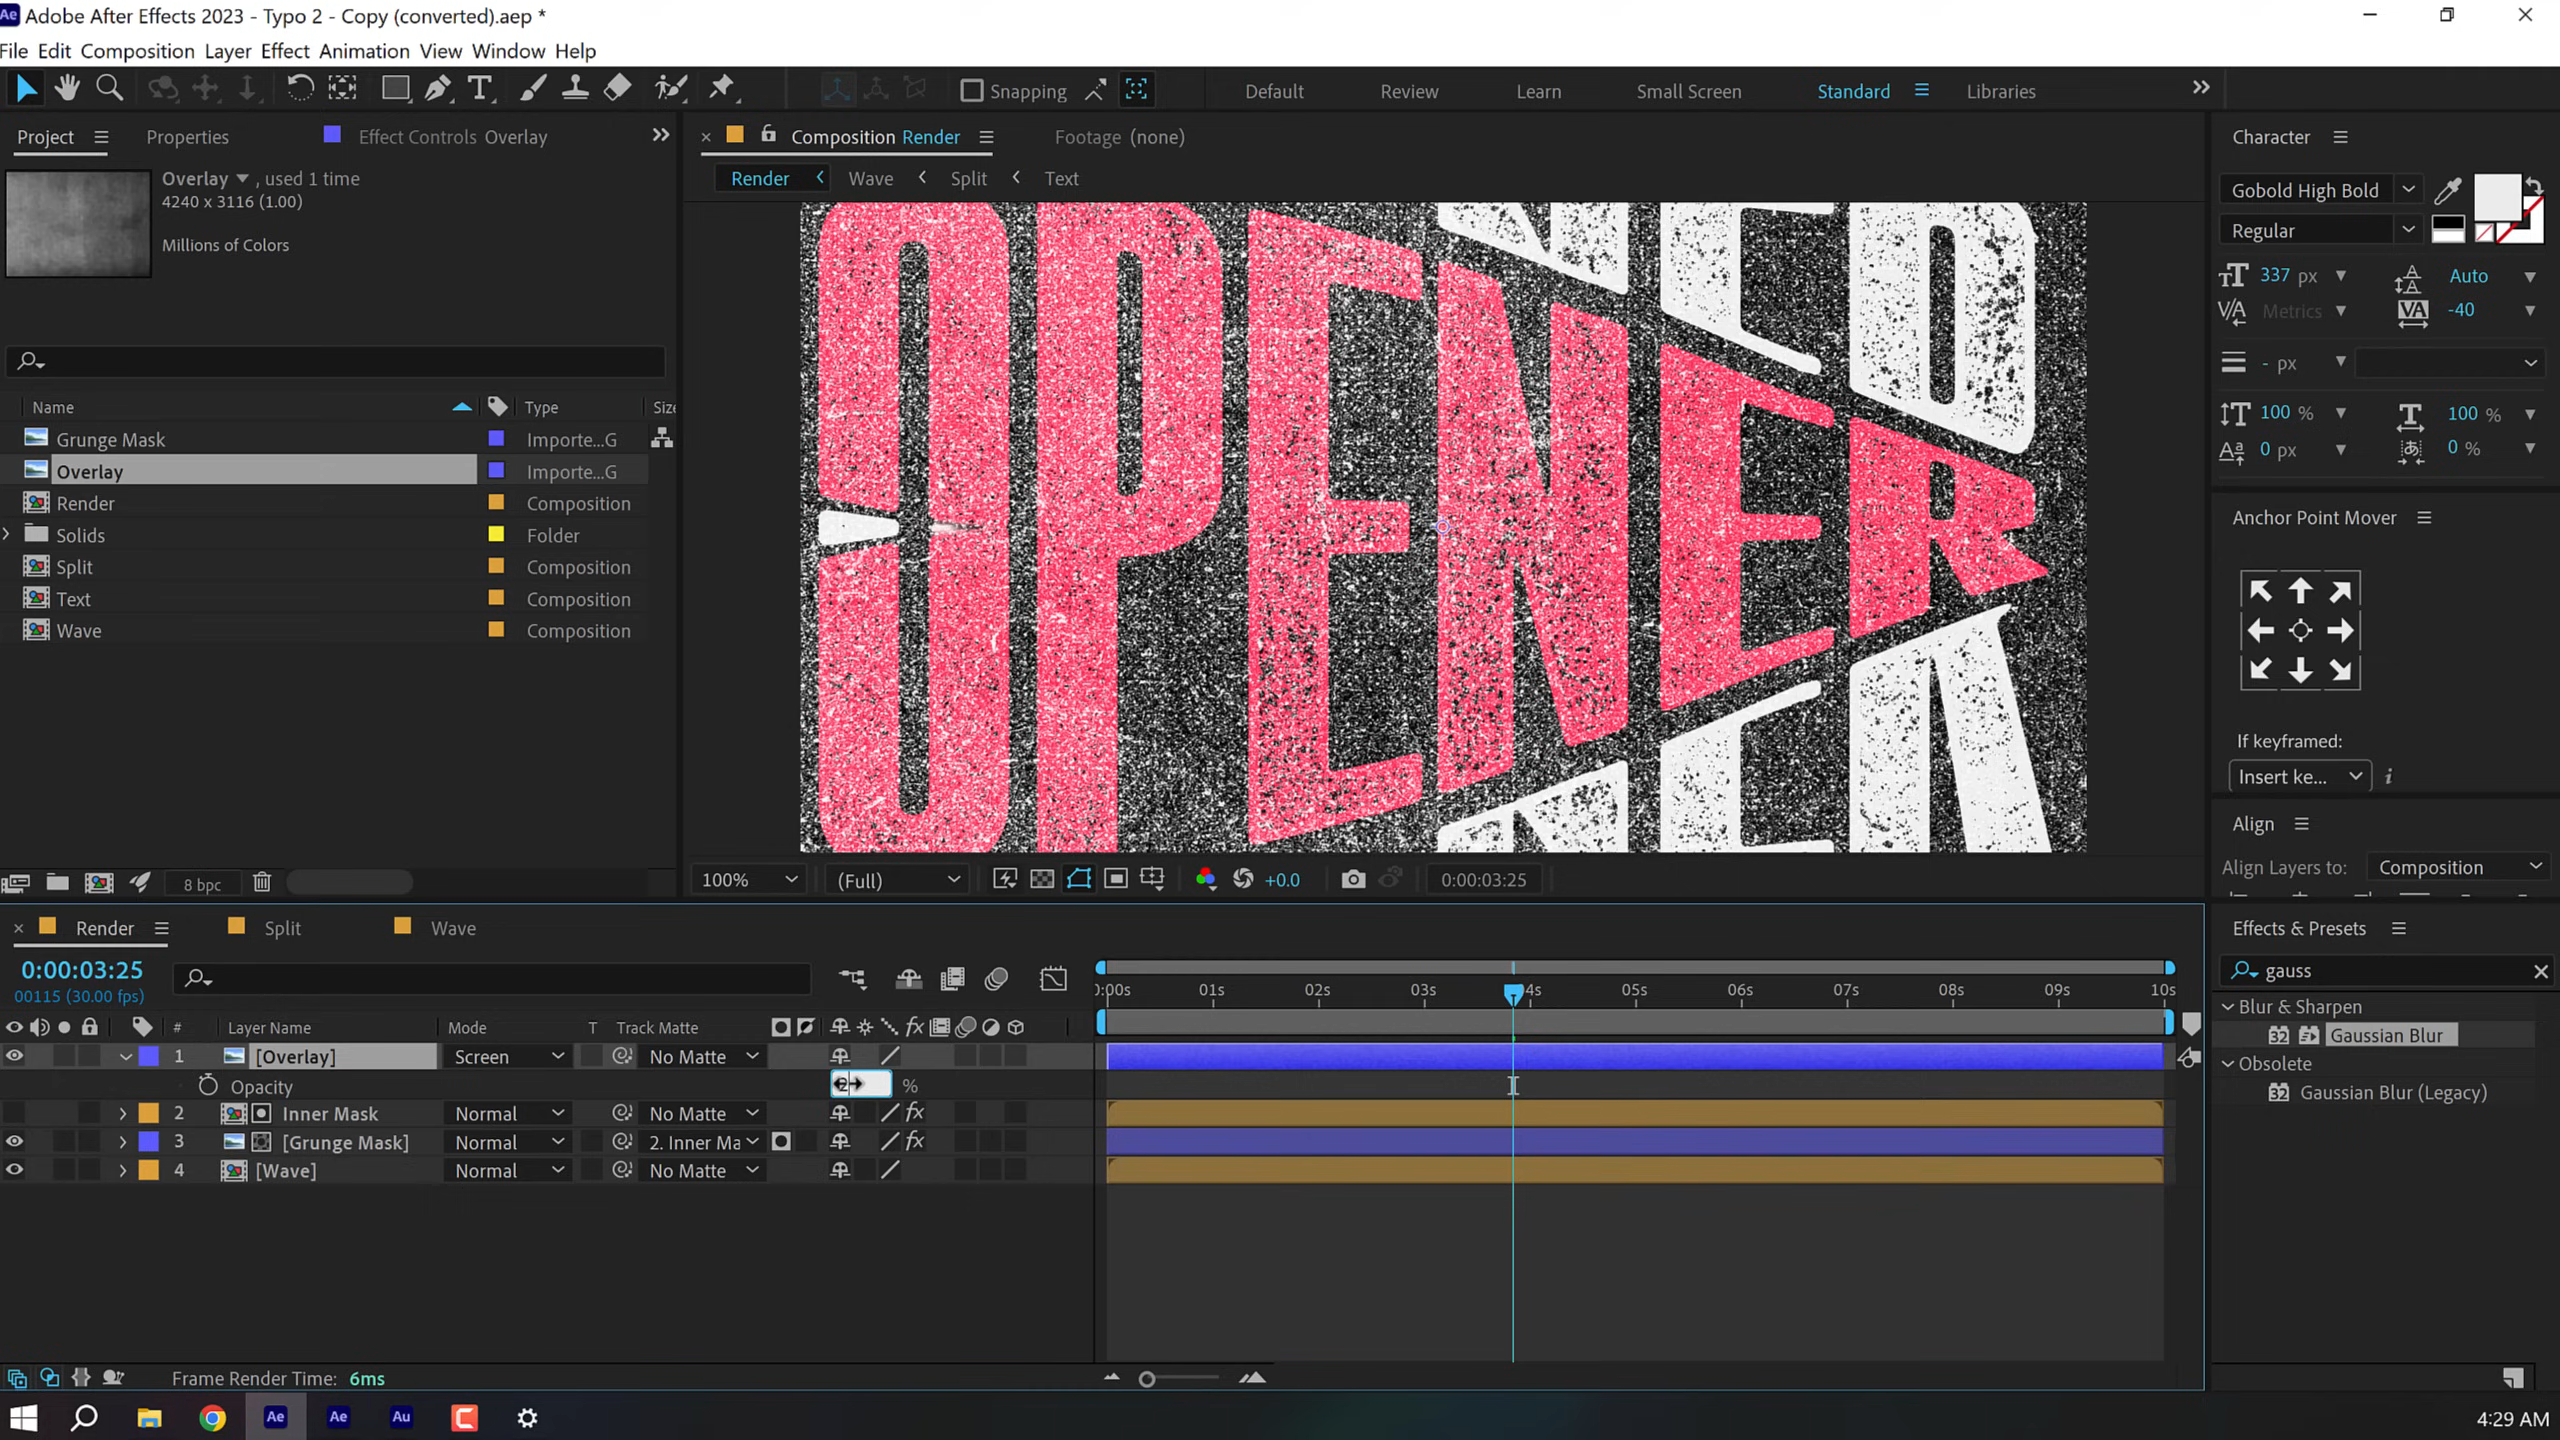 Adobe After Effects 2023 - Typo 2 - Copy (converted).aep *
File Edit Composition Layer Effect Animation View Window Help
Snapping
Default Review Learn Small Screen Standard Libraries
Project Properties Effect Controls Overlay
Composition Render Footage (none)
Character
Overlay , used 1 time
4240 x 3116 (1.00)
Millions of Colors
Render Wave Split Text
Gobold High Bold
Regular
337 px Auto
Metrics -40
- px
100 % 100 %
0 px 0 %
Name Type Size
Grunge Mask Importe...G
Overlay Importe...G
Render Composition
Solids Folder
Split Composition
Text Composition
Wave Composition
OPENER
Anchor Point Mover
If keyframed:
Insert ke...
Align
Align Layers to: Composition
8 bpc
100% (Full) +0.0 0:00:03:25
Render Split Wave
0:00:03:25
00115 (30.00 fps)
0:00s 01s 02s 03s 04s 05s 06s 07s 08s 09s 10s
# Layer Name Mode T Track Matte
1 [Overlay] Screen No Matte
Opacity %
2 Inner Mask Normal No Matte
3 [Grunge Mask] Normal 2. Inner Ma
4 [Wave] Normal No Matte
Effects & Presets
gauss
Blur & Sharpen
32 Gaussian Blur
Obsolete
32 Gaussian Blur (Legacy)
Frame Render Time: 6ms
Ae Ae Au
4:29 AM